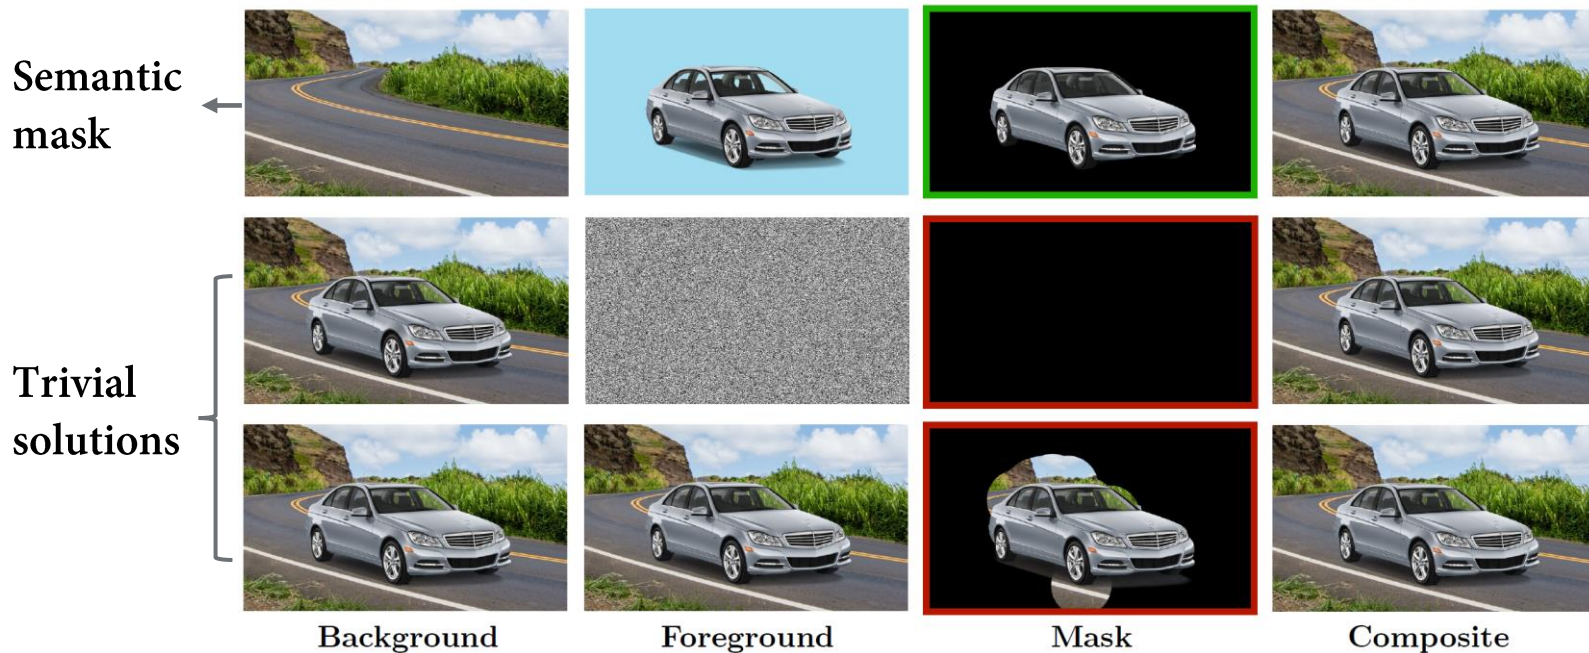 Semantic
mask
Trivial
solutions
Background
Foreground
Mask
Composite